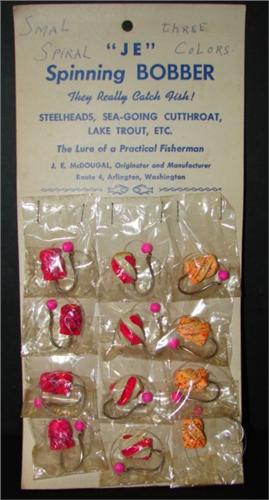 SMAL THREE
SPIRAL "JE" COLORS
Spinning BOBBER
They Really Catch Fish!
STEELHEADS, SEA-GOING CUTTHROAT,
LAKE TROUT, ETC.
The Lure of a Practical Fisherman
J. E. McDOUGAL, Originator and Manufacturer
Route 4, Arlington, Washington